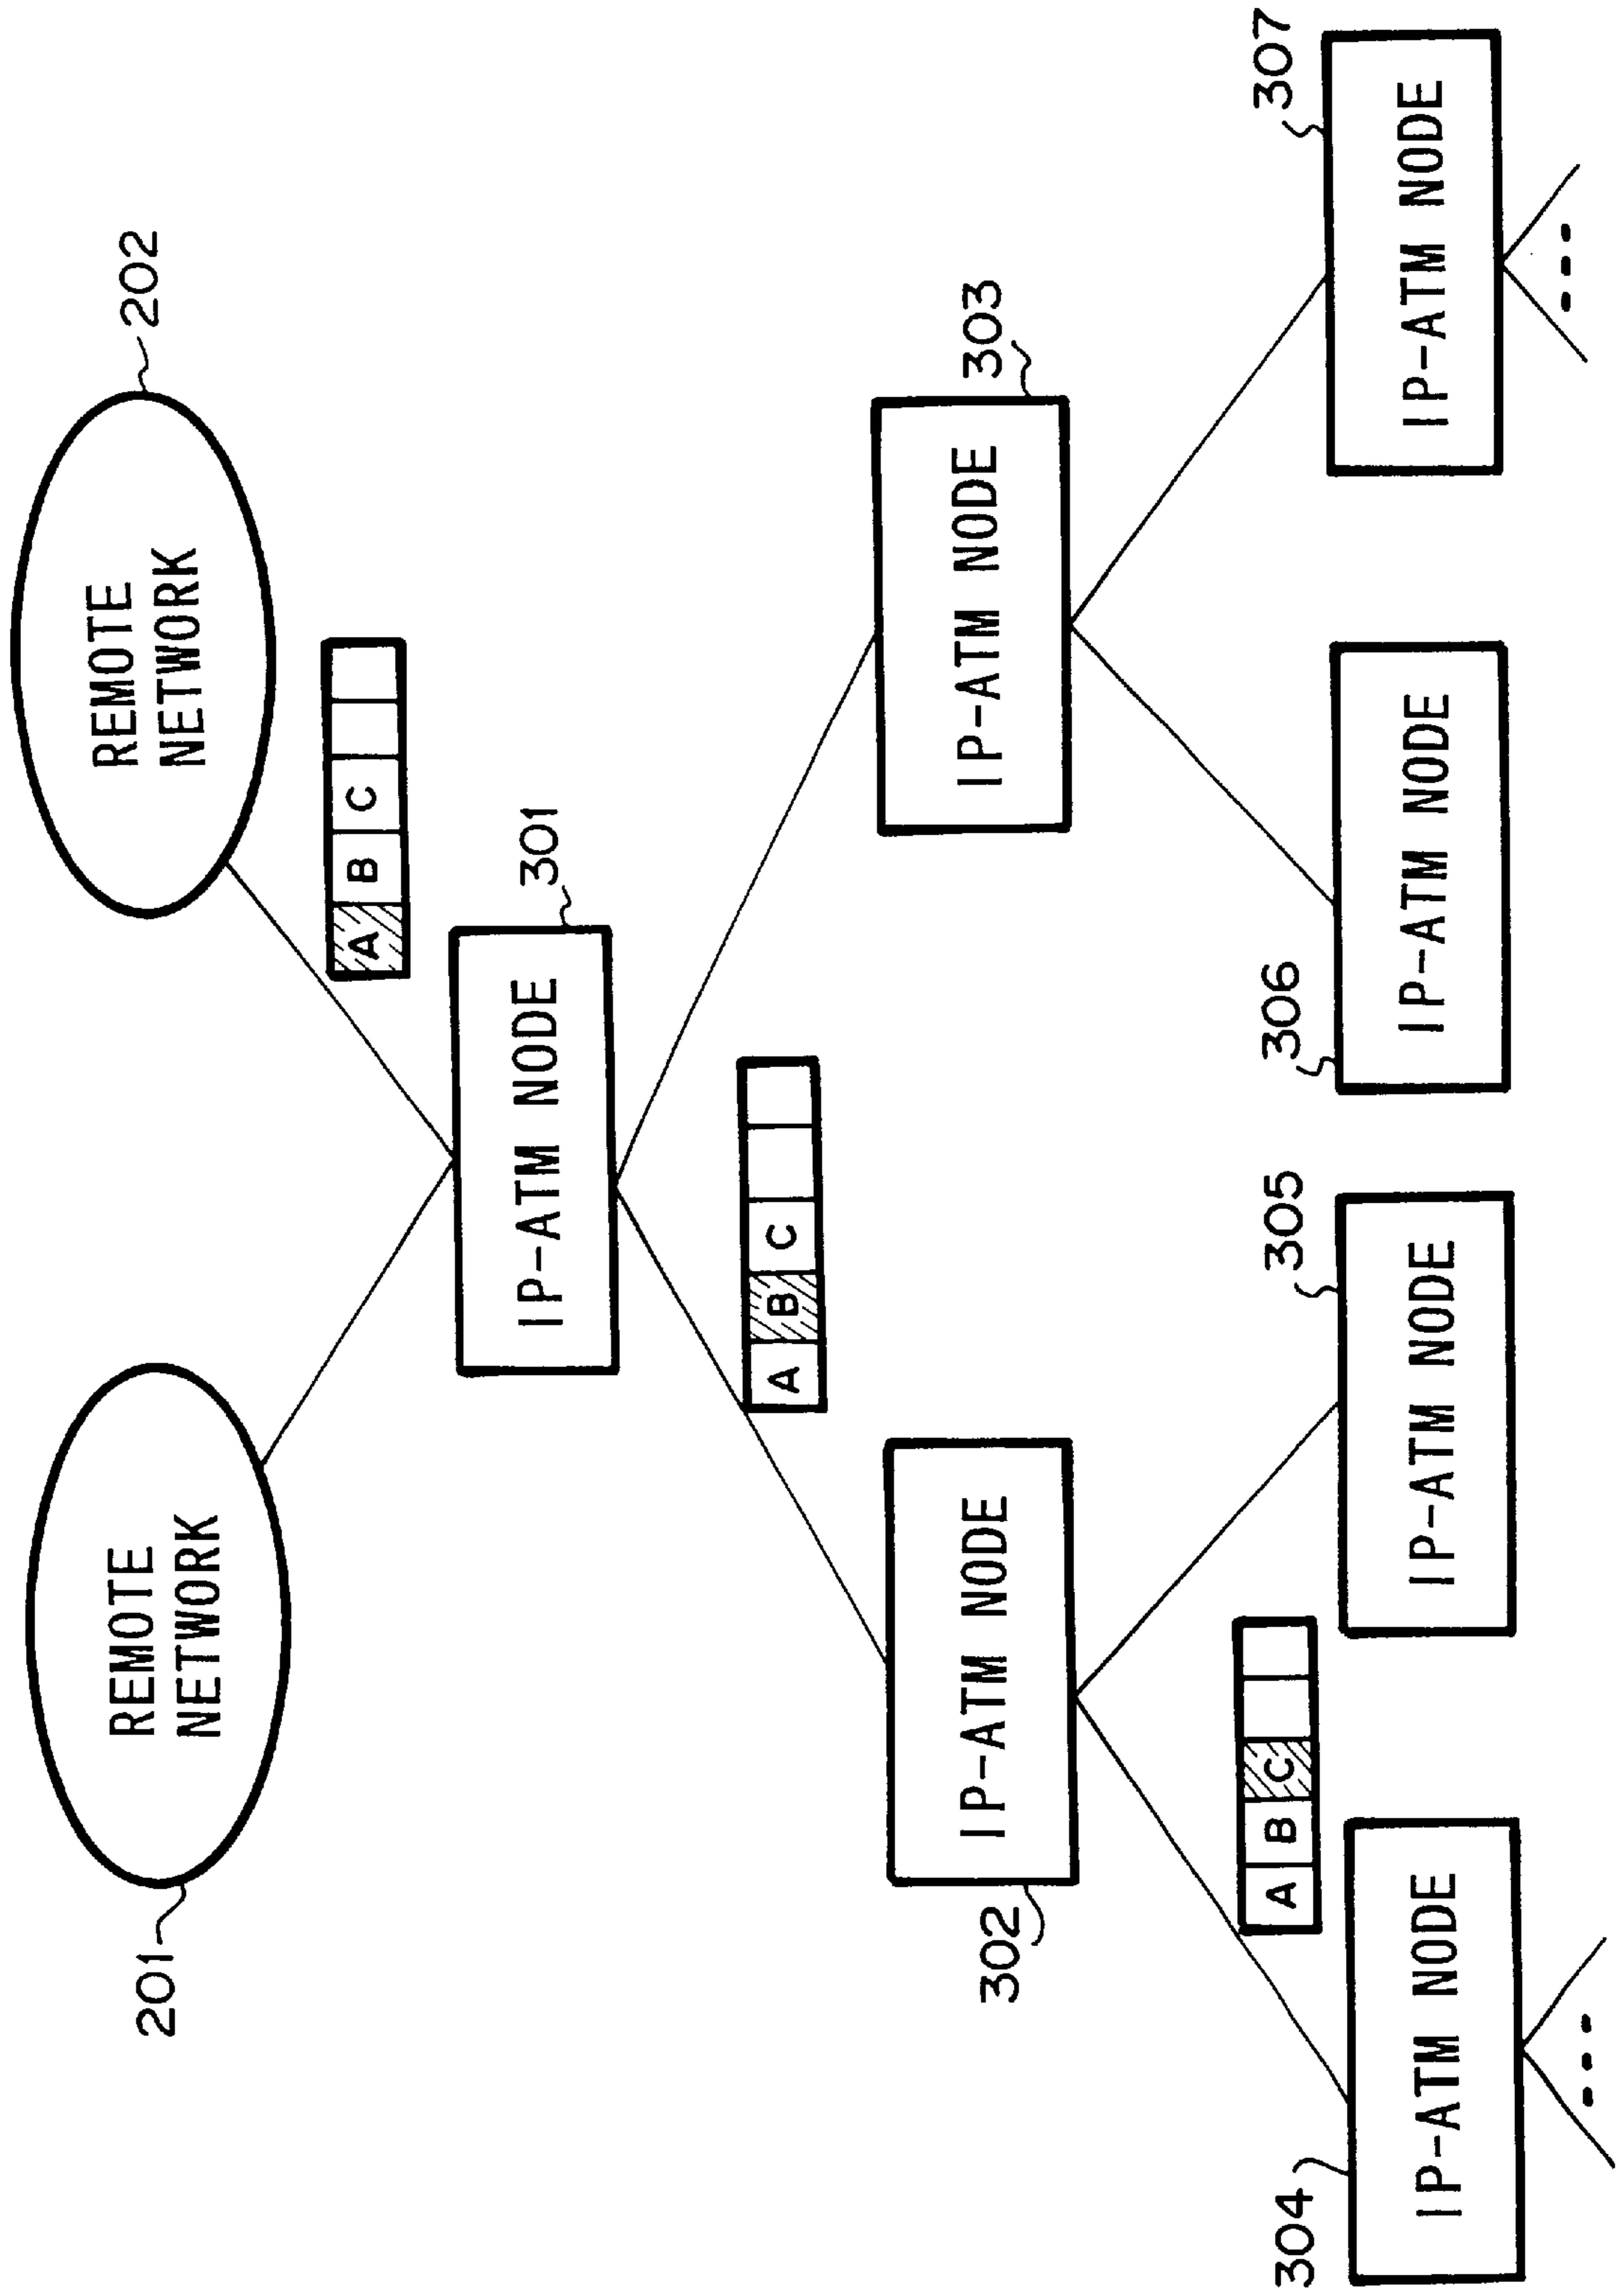 201
REMOTE
NETWORK
REMOTE
NETWORK
202
A B C
301
IP-ATM NODE
A B C
302
IP-ATM NODE
303
IP-ATM NODE
A B C
304
IP-ATM NODE
305
IP-ATM NODE
306
IP-ATM NODE
307
IP-ATM NODE